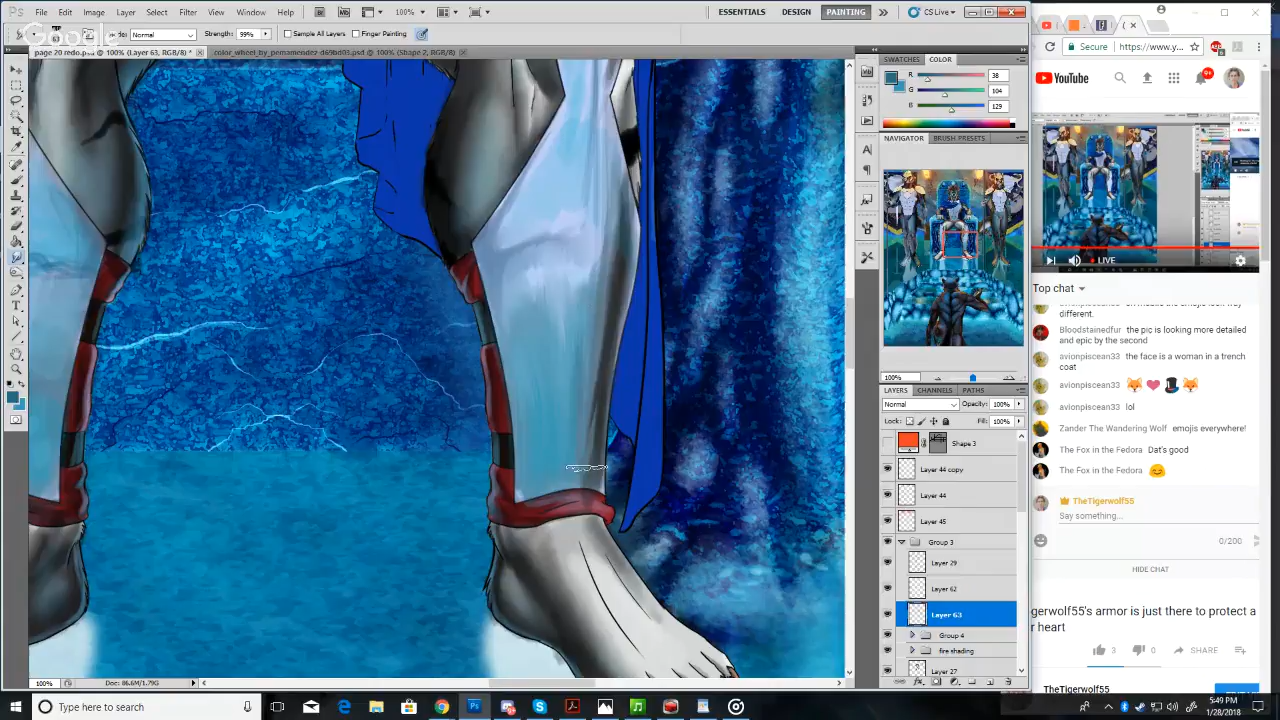 PS File Edit Image Layer Select Filter Analysis 3D View Window Help 100%
ESSENTIALS DESIGN PAINTING CS Live
Mode: Normal Strength: 99% Sample All Layers Finger Painting
page 20 redo.psd @ 100% (Layer 63, RGB/8) *
SWATCHES COLOR
R 38
G 104
B 129
NAVIGATOR BRUSH PRESETS
100%
LAYERS CHANNELS PATHS
Normal Opacity: 100%
Lock: Fill: 100%
Shape 3
Layer 44 copy
Layer 44
Layer 45
Group 3
Layer 29
Layer 62
Layer 63
Group 4
fire shading
Layer 27
100% Doc: 86.6M/1.79G
Secure https://www.y...
YouTube
9+
LIVE
Top chat
different.
Bloodstainedfur the pic is looking more detailed
and epic by the second
avionpiscean33 the face is a woman in a trench
coat
avionpiscean33 🦊 ❤️ 🎩 🦊
avionpiscean33 lol
Zander The Wandering Wolf emojis everywhere!
The Fox in the Fedora Dat's good
The Fox in the Fedora 😊
TheTigerwolf55
Say something...
0/200
HIDE CHAT
gerwolf55's armor is just there to protect a
r heart
3 0 SHARE
TheTigerwolf55
Type here to search
5:49 PM
1/28/2018